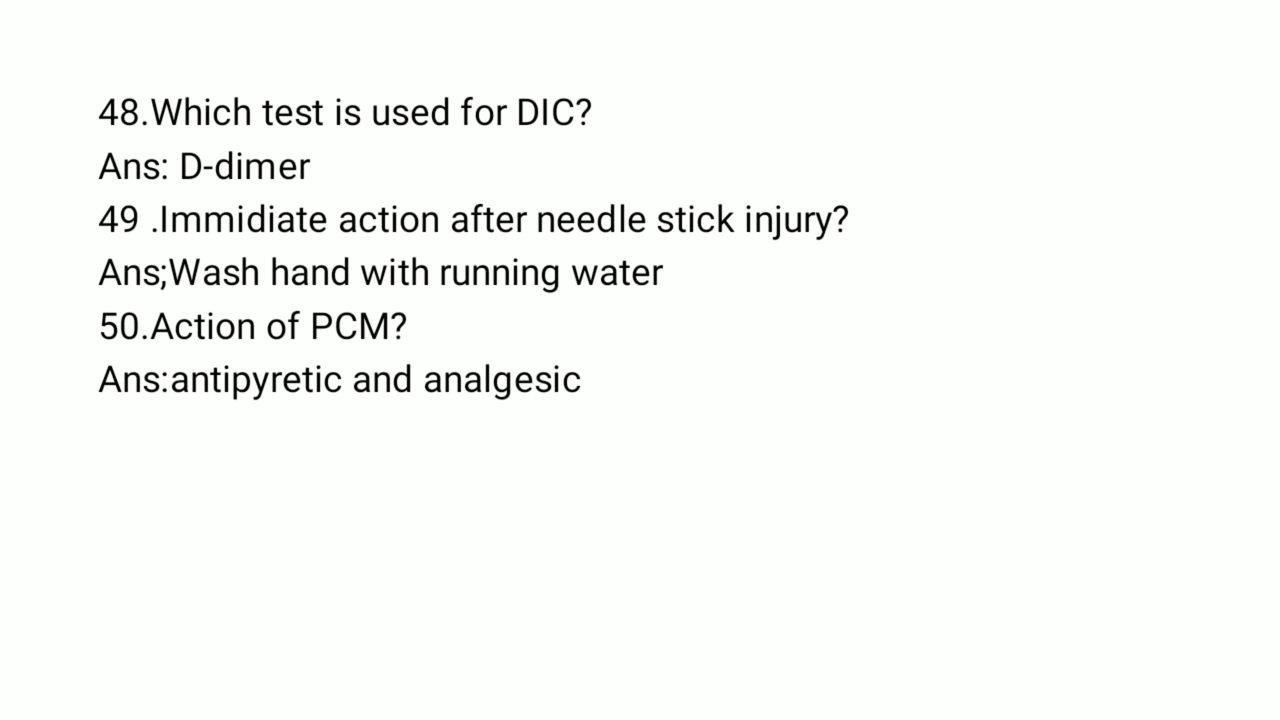 48.Which test is used for DIC?
Ans: D-dimer
49 .Immidiate action after needle stick injury?
Ans;Wash hand with running water
50.Action of PCM?
Ans:antipyretic and analgesic